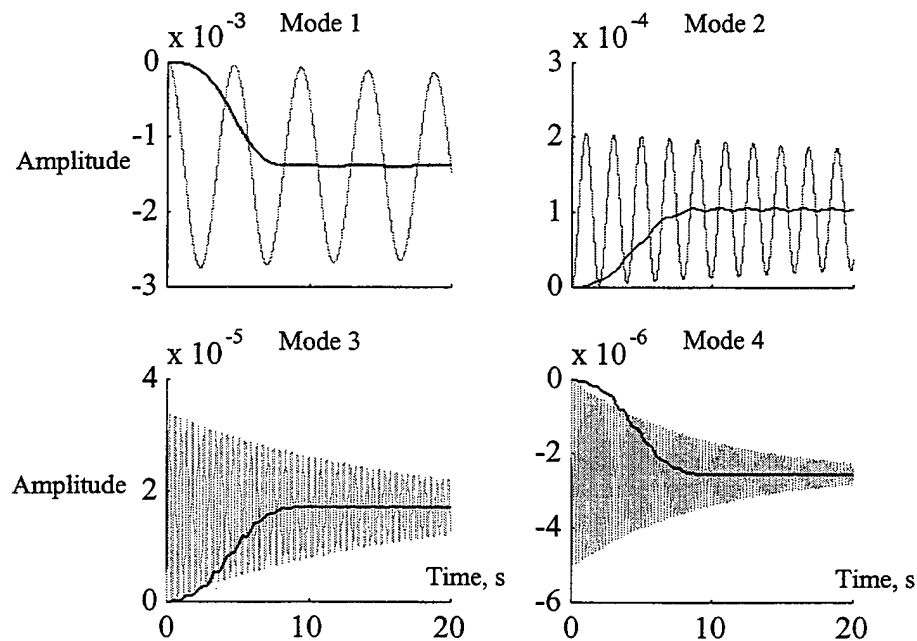 x 10⁻³ Mode 1
0
-1
-2
-3
Amplitude
x 10⁻⁴ Mode 2
3
2
1
0
x 10⁻⁵ Mode 3
4
2
0
Amplitude
Time, s
0 10 20
x 10⁻⁶ Mode 4
0
-2
-4
-6
Time, s
0 10 20